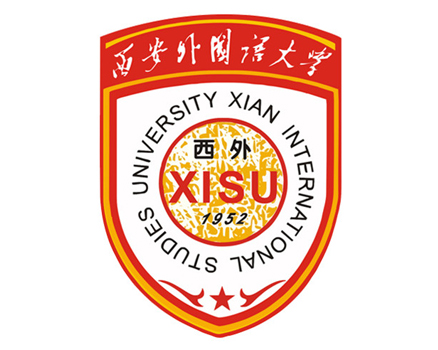 西安外国语大学
XIAN INTERNATIONAL STUDIES UNIVERSITY
西外
XISU
1952